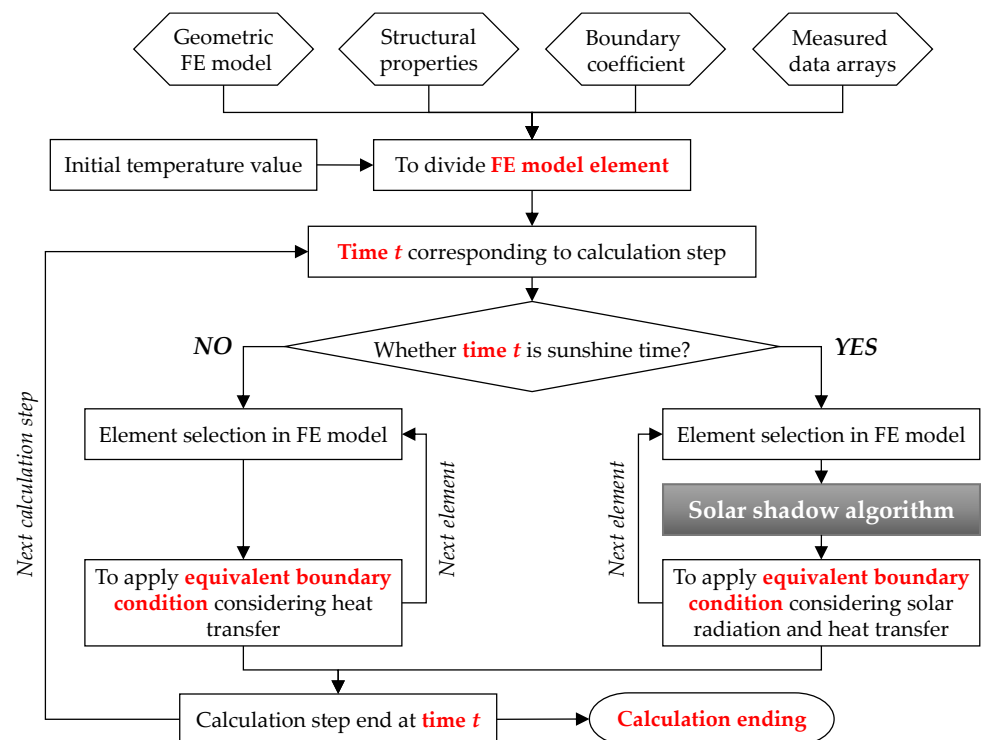 Geometric
FE model
Structural
properties
Boundary
coefficient
Measured
data arrays
Initial temperature value
To divide FE model element
Time t corresponding to calculation step
NO
Whether time t is sunshine time?
YES
Next calculation step
Element selection in FE model
Next element
To apply equivalent boundary
condition considering heat
transfer
Element selection in FE model
Solar shadow algorithm
Next element
To apply equivalent boundary
condition considering solar
radiation and heat transfer
Calculation step end at time t
Calculation ending